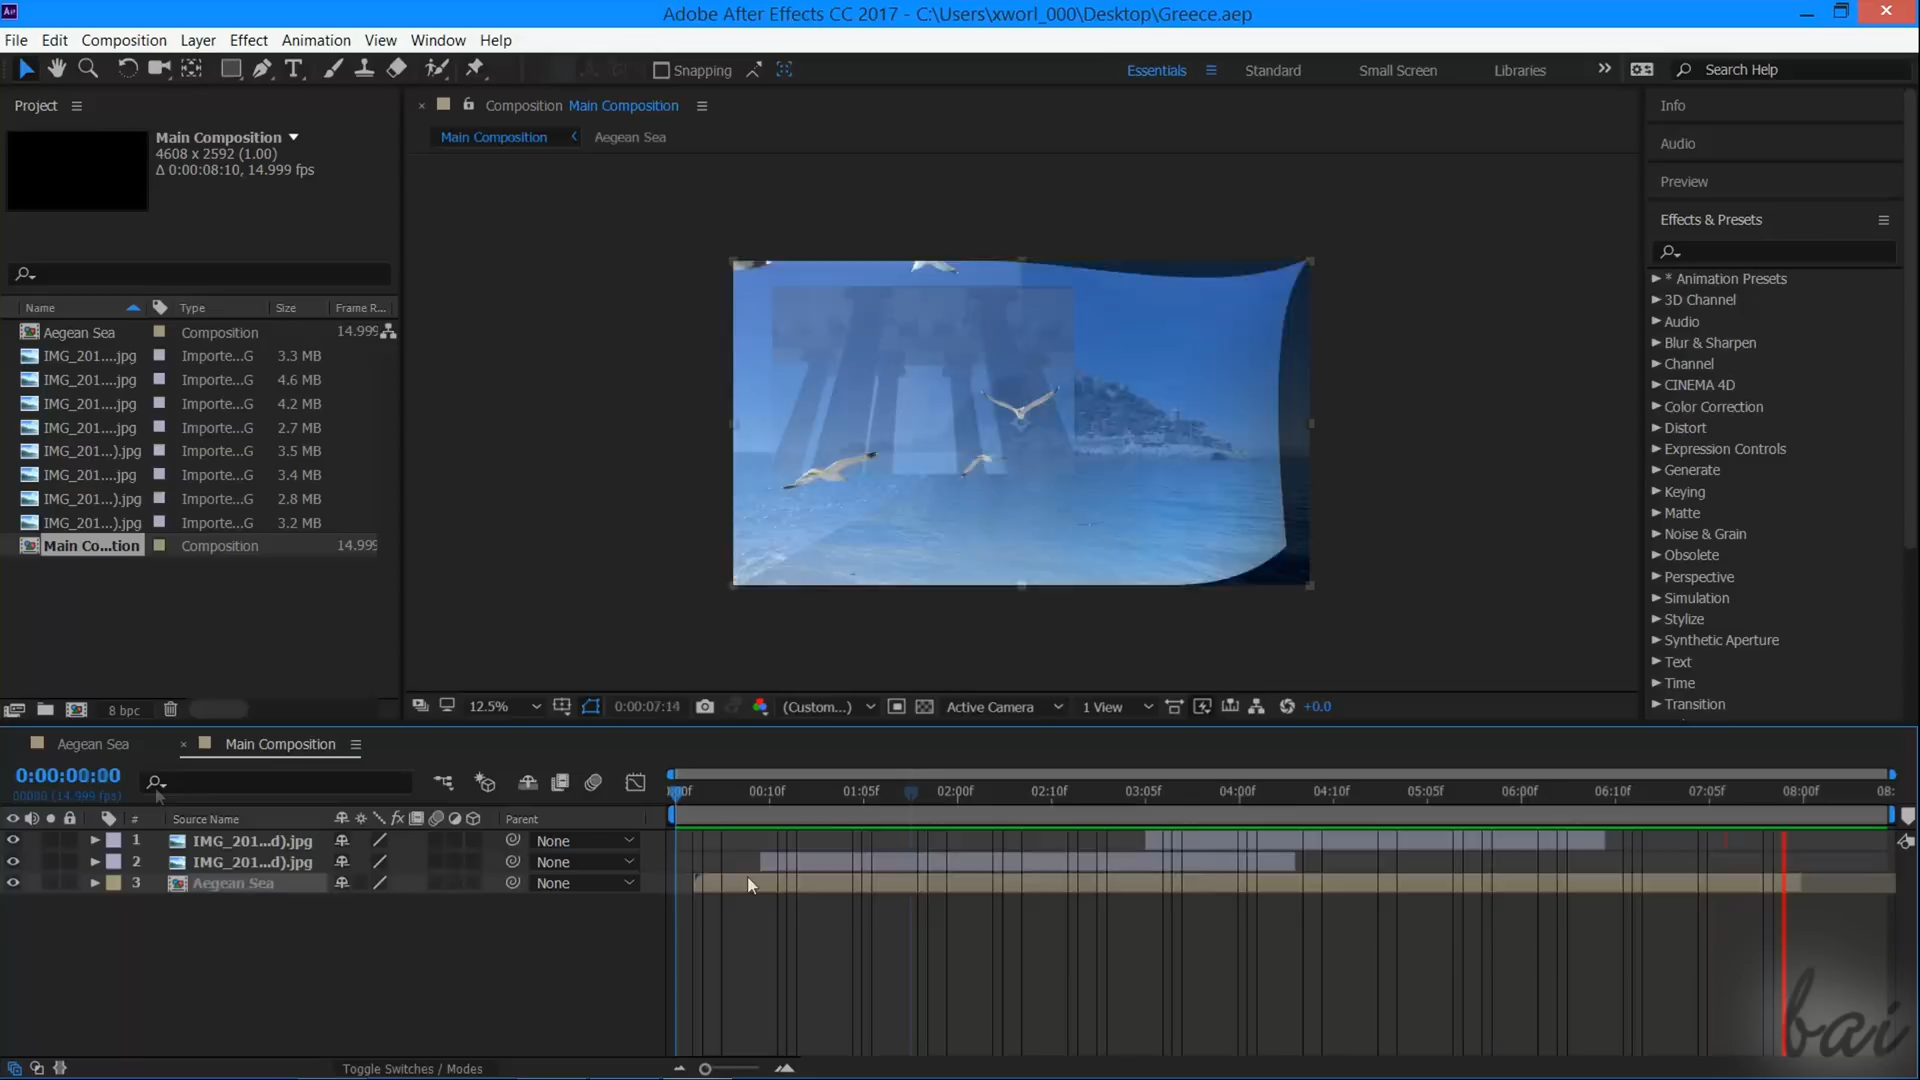 Adobe After Effects CC 2017 - C:\Users\xworl_000\Desktop\Greece.aep
File Edit Composition Layer Effect Animation View Window Help
Snapping Essentials Standard Small Screen Libraries Search Help
Project
Main Composition
4608 x 2592 (1.00)
Δ 0:00:08:10, 14.999 fps
Name Type Size Frame R...
Aegean Sea Composition 14.999
IMG_201....jpg Importe...G 3.3 MB
IMG_201....jpg Importe...G 4.6 MB
IMG_201....jpg Importe...G 4.2 MB
IMG_201....jpg Importe...G 2.7 MB
IMG_201...).jpg Importe...G 3.5 MB
IMG_201....jpg Importe...G 3.4 MB
IMG_201...).jpg Importe...G 2.8 MB
IMG_201...).jpg Importe...G 3.2 MB
Main Co...tion Composition 14.999
8 bpc
Composition Main Composition
Main Composition Aegean Sea
12.5% 0:00:07:14 (Custom...) Active Camera 1 View +0.0
Info
Audio
Preview
Effects & Presets
* Animation Presets
3D Channel
Audio
Blur & Sharpen
Channel
CINEMA 4D
Color Correction
Distort
Expression Controls
Generate
Keying
Matte
Noise & Grain
Obsolete
Perspective
Simulation
Stylize
Synthetic Aperture
Text
Time
Transition
Aegean Sea Main Composition
0:00:00:00
00000 (14.999 fps)
:00f 00:10f 01:05f 02:00f 02:10f 03:05f 04:00f 04:10f 05:05f 06:00f 06:10f 07:05f 08:00f 08:
# Source Name fx Parent
1 IMG_201...d).jpg None
2 IMG_201...d).jpg None
3 Aegean Sea None
Toggle Switches / Modes
bai